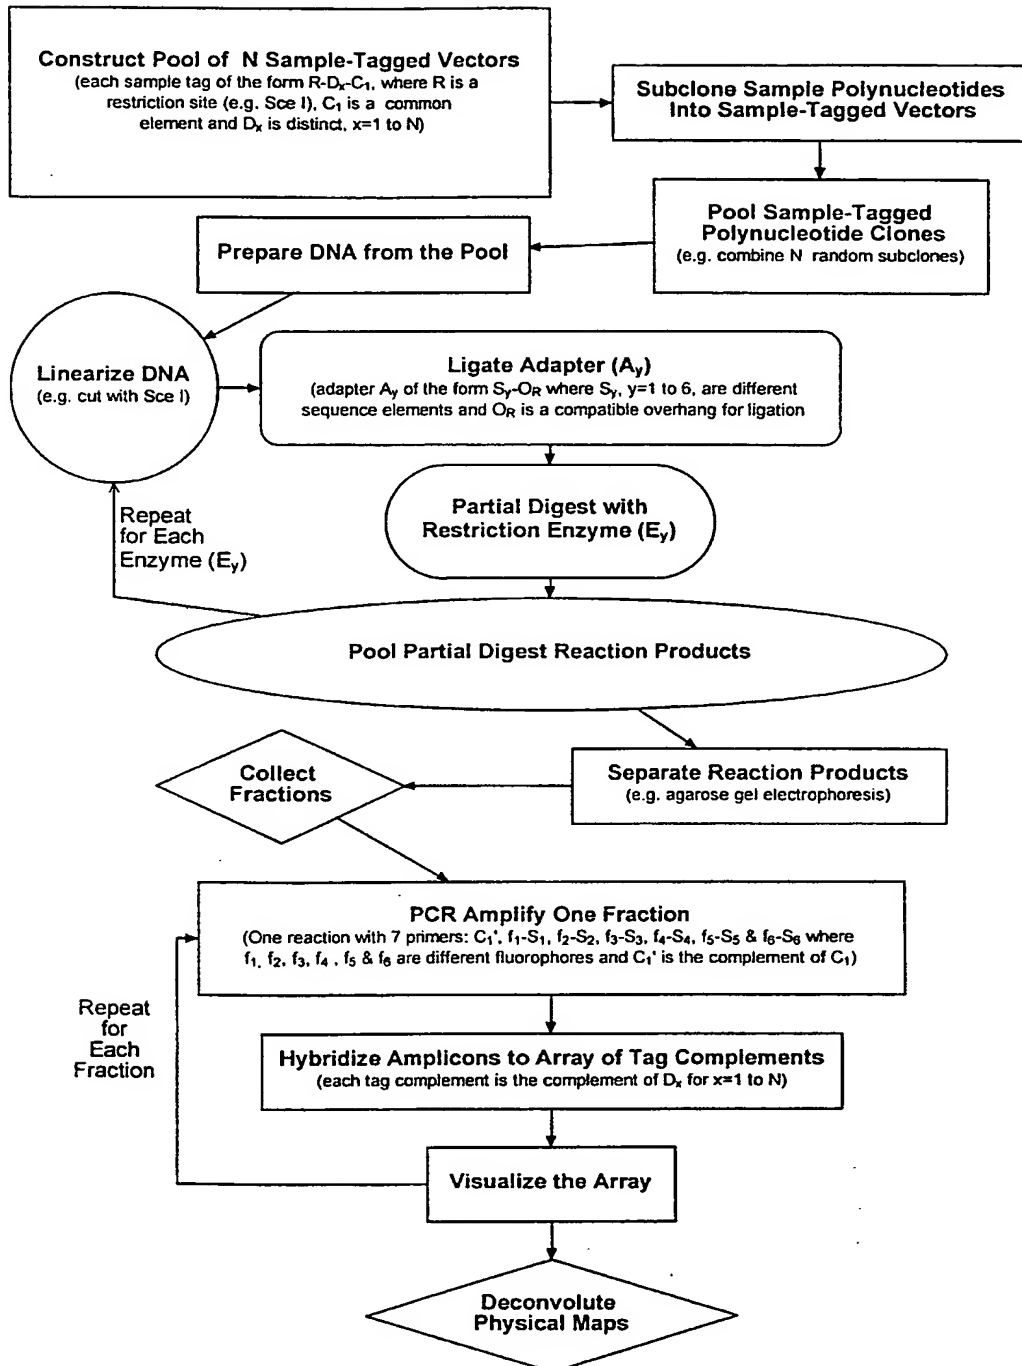 Construct Pool of N Sample-Tagged Vectors
(each sample tag of the form R-Dx-C1, where R is a
restriction site (e.g. Sce I), C1 is a common
element and Dx is distinct, x=1 to N)
Subclone Sample Polynucleotides
Into Sample-Tagged Vectors
Pool Sample-Tagged
Polynucleotide Clones
(e.g. combine N random subclones)
Prepare DNA from the Pool
Linearize DNA
(e.g. cut with Sce I)
Ligate Adapter (Ay)
(adapter Ay of the form Sy-OR where Sy, y=1 to 6, are different
sequence elements and OR is a compatible overhang for ligation
Partial Digest with
Restriction Enzyme (Ey)
Repeat
for Each
Enzyme (Ey)
Pool Partial Digest Reaction Products
Separate Reaction Products
(e.g. agarose gel electrophoresis)
Collect
Fractions
PCR Amplify One Fraction
(One reaction with 7 primers: C1', f1-S1, f2-S2, f3-S3, f4-S4, f5-S5 & f6-S6 where
f1, f2, f3, f4 , f5 & f6 are different fluorophores and C1' is the complement of C1)
Repeat
for
Each
Fraction
Hybridize Amplicons to Array of Tag Complements
(each tag complement is the complement of Dx for x=1 to N)
Visualize the Array
Deconvolute
Physical Maps